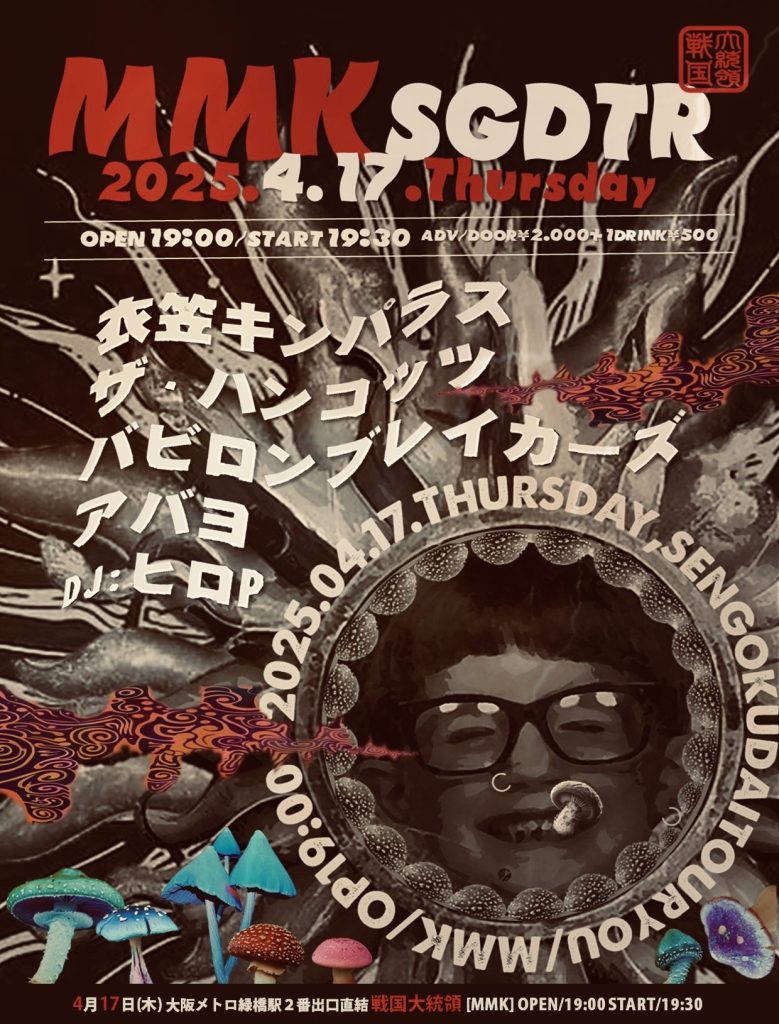 戦国大統領
MMK SGDTR
2025.4.17.Thursday
OPEN 19:00/START 19:30 ADV/DOOR¥2.000+1DRINK¥500
衣笠キンパラス
ザ・ハンコッツ
バビロンブレイカーズ
アバヨ
DJ:ヒロP
2025.04.17.THURSDAY,SENGOKUDAITOURYOU/MMK/OP19:00
4月17日(木) 大阪メトロ緑橋駅２番出口直結 戦国大統領 [MMK] OPEN/19:00 START/19:30